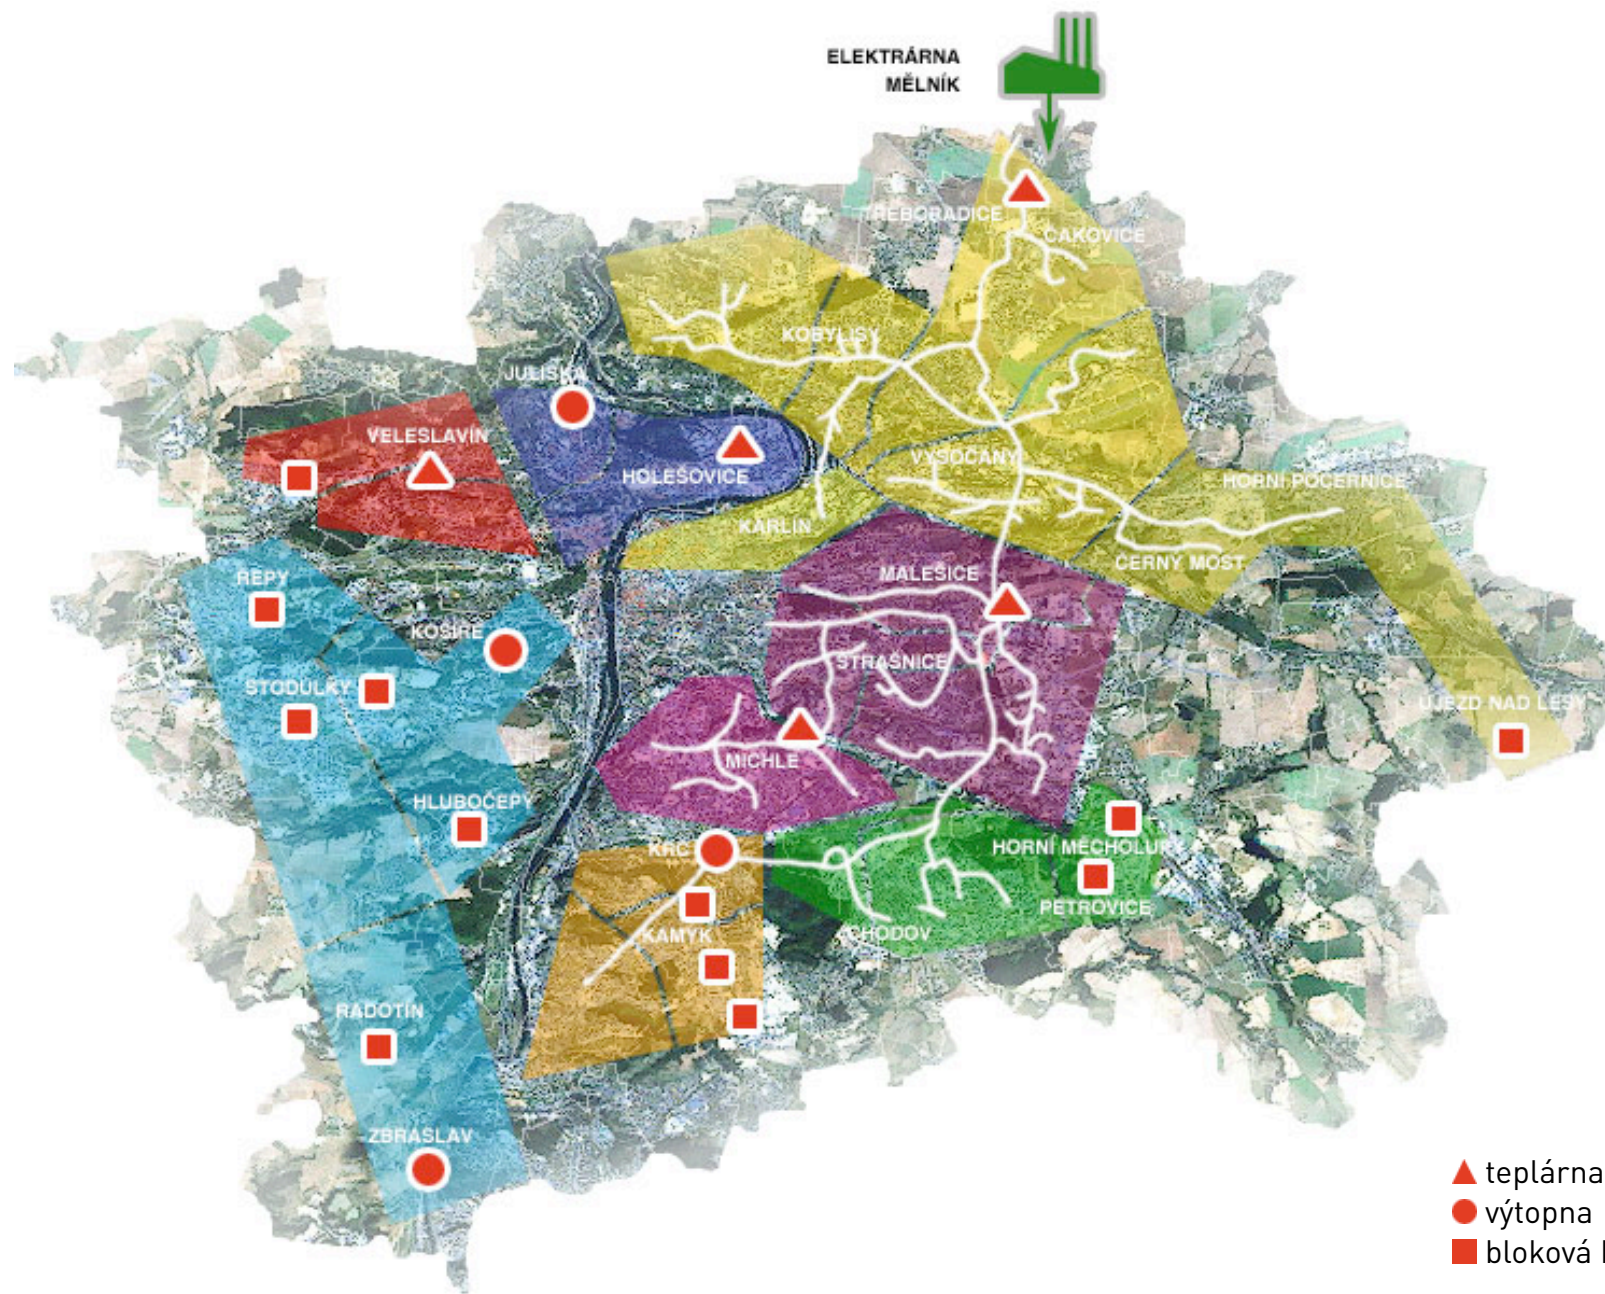 ELEKTRÁRNA
MĚLNÍK
TŘEBORADICE
ČAKOVICE
KOBYLISY
JULISKA
VELESLAVÍN
HOLEŠOVICE
VYSOČANY
HORNÍ POČERNICE
KARLÍN
ČERNÝ MOST
MALEŠICE
ŘEPY
KOŠÍŘE
STRAŠNICE
STODŮLKY
ÚJEZD NAD LESY
MICHLE
HLUBOČEPY
KRČ
HORNÍ MĚCHOLUPY
PETROVICE
KAMÝK
CHODOV
RADOTÍN
ZBRASLAV
teplárna
výtopna
bloková